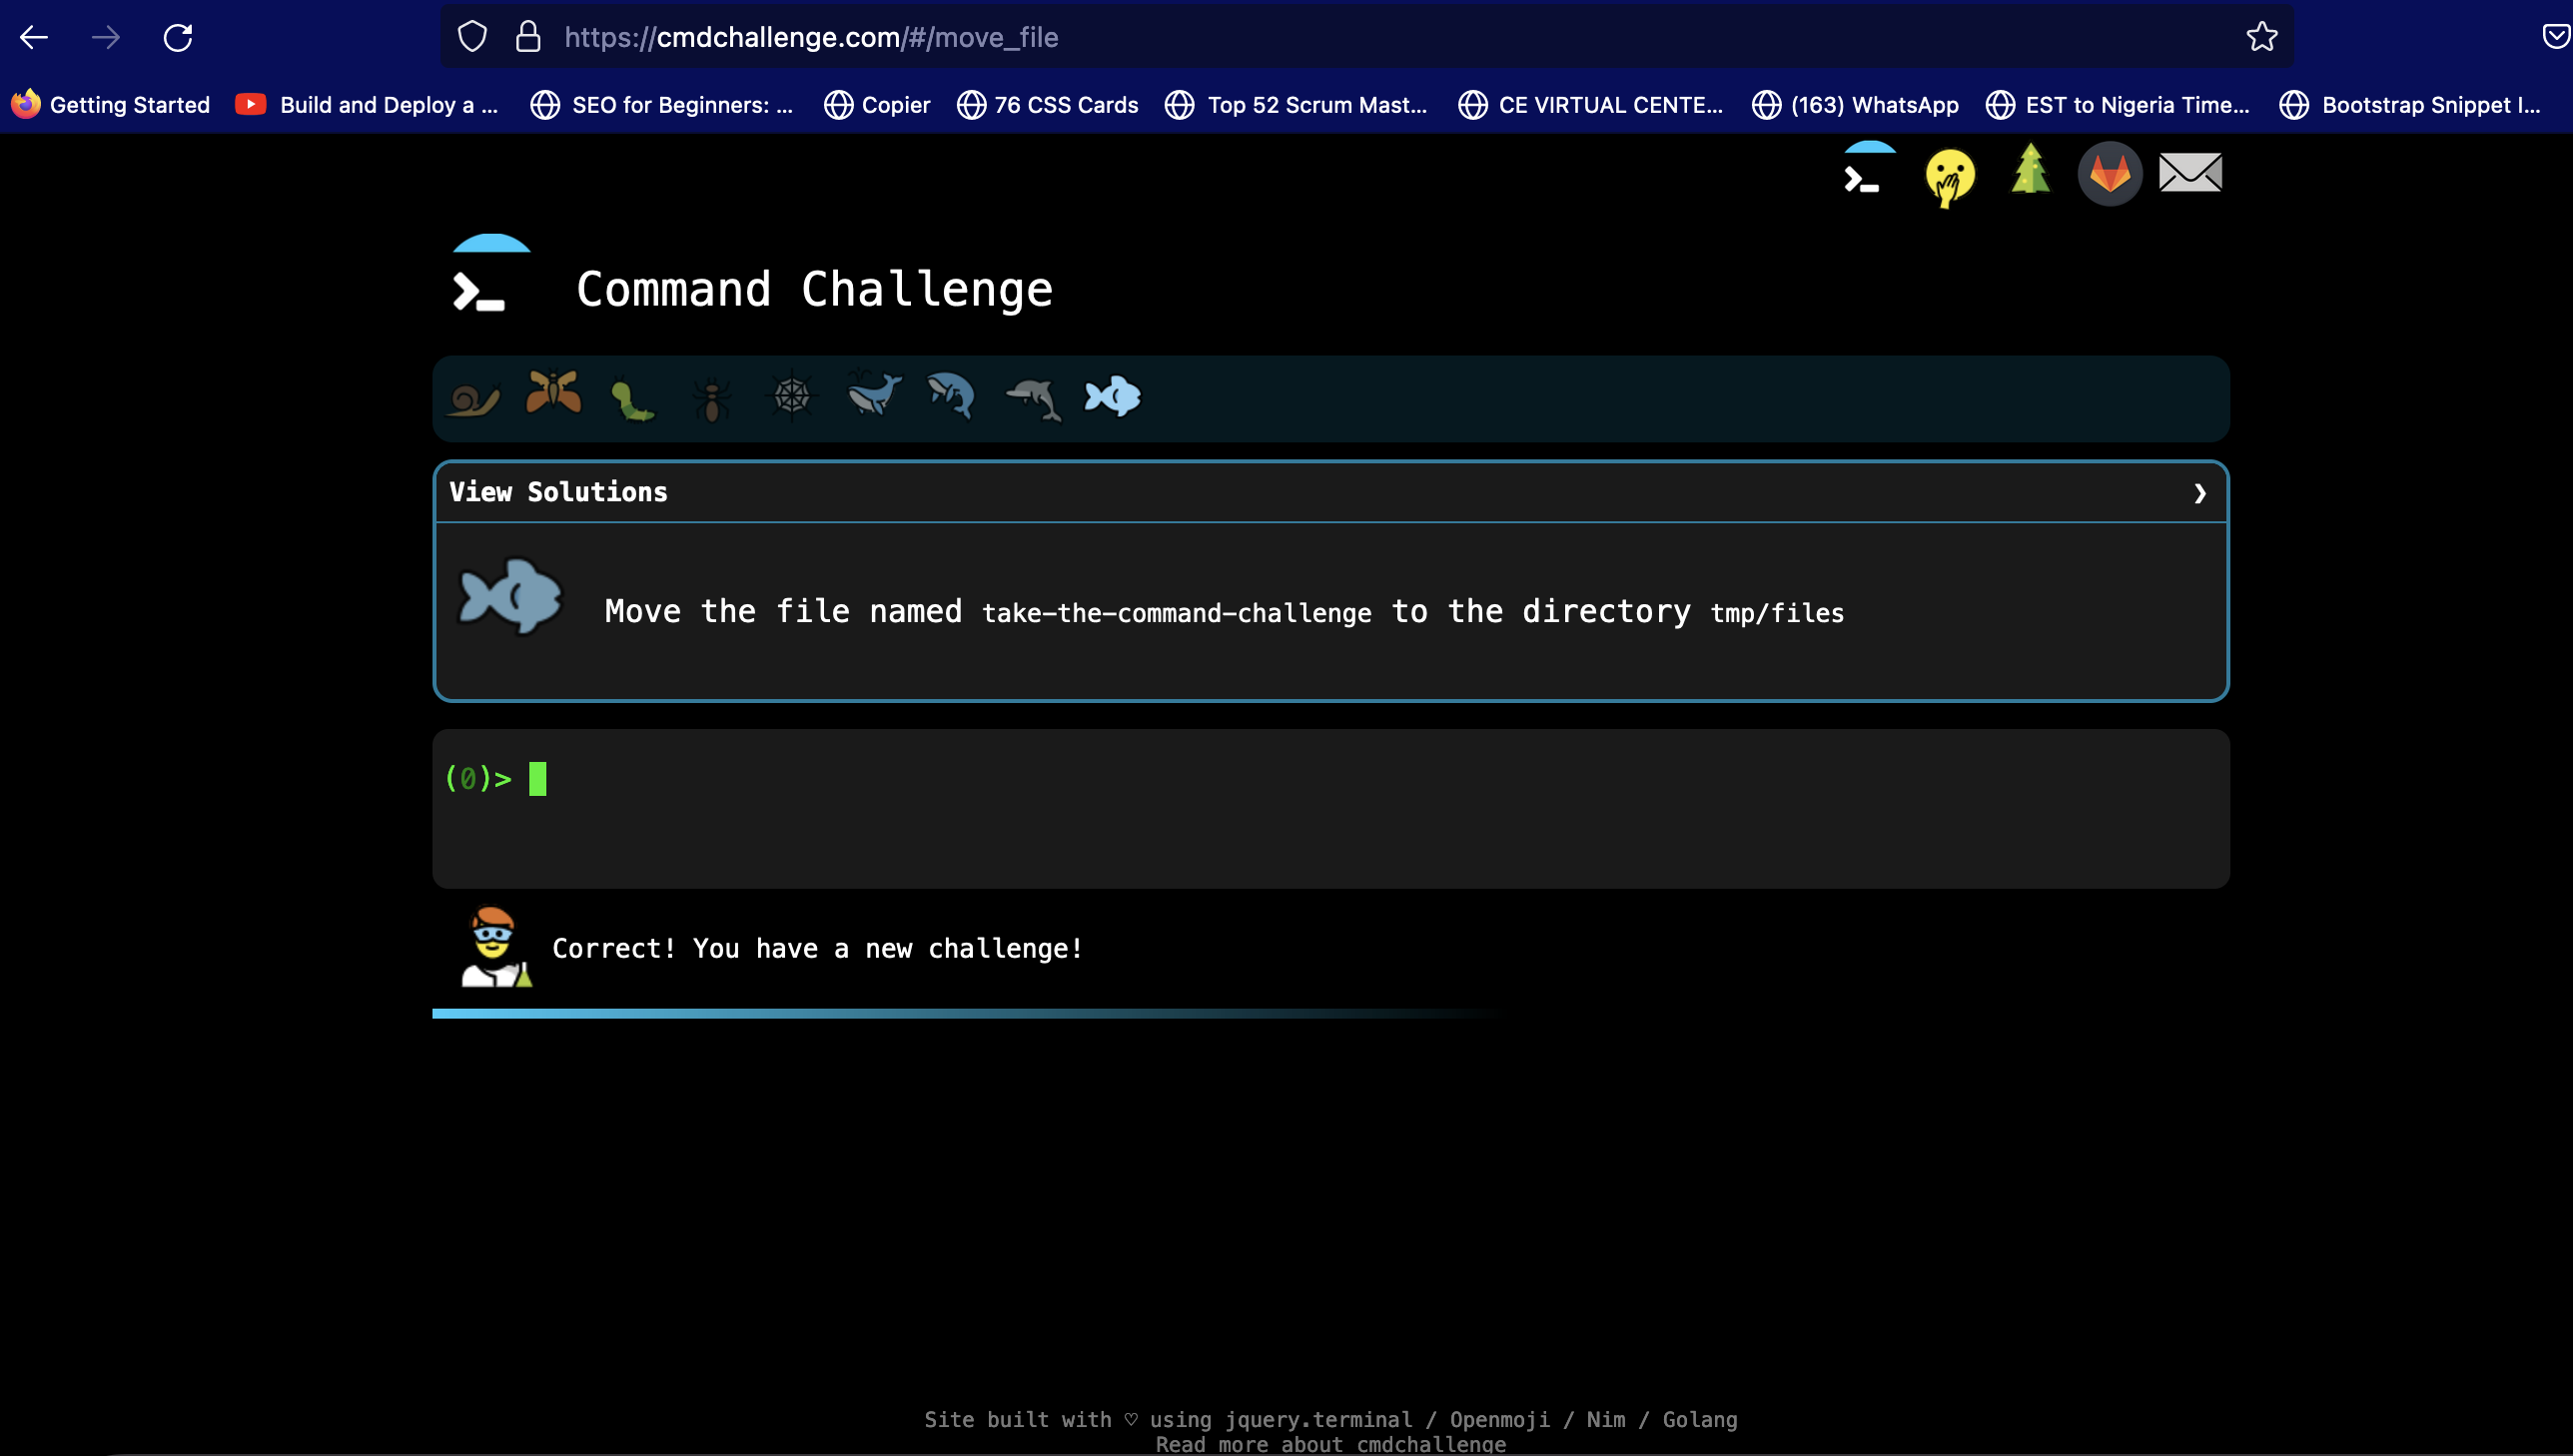 https://cmdchallenge.com/#/move_file
Getting Started Build and Deploy a ... SEO for Beginners: ... Copier 76 CSS Cards Top 52 Scrum Mast... CE VIRTUAL CENTE... (163) WhatsApp EST to Nigeria Time... Bootstrap Snippet I...
Command Challenge
View Solutions ❯
Move the file named take-the-command-challenge to the directory tmp/files
(0)>
Correct! You have a new challenge!
Site built with ♡ using jquery.terminal / Openmoji / Nim / Golang
Read more about cmdchallenge